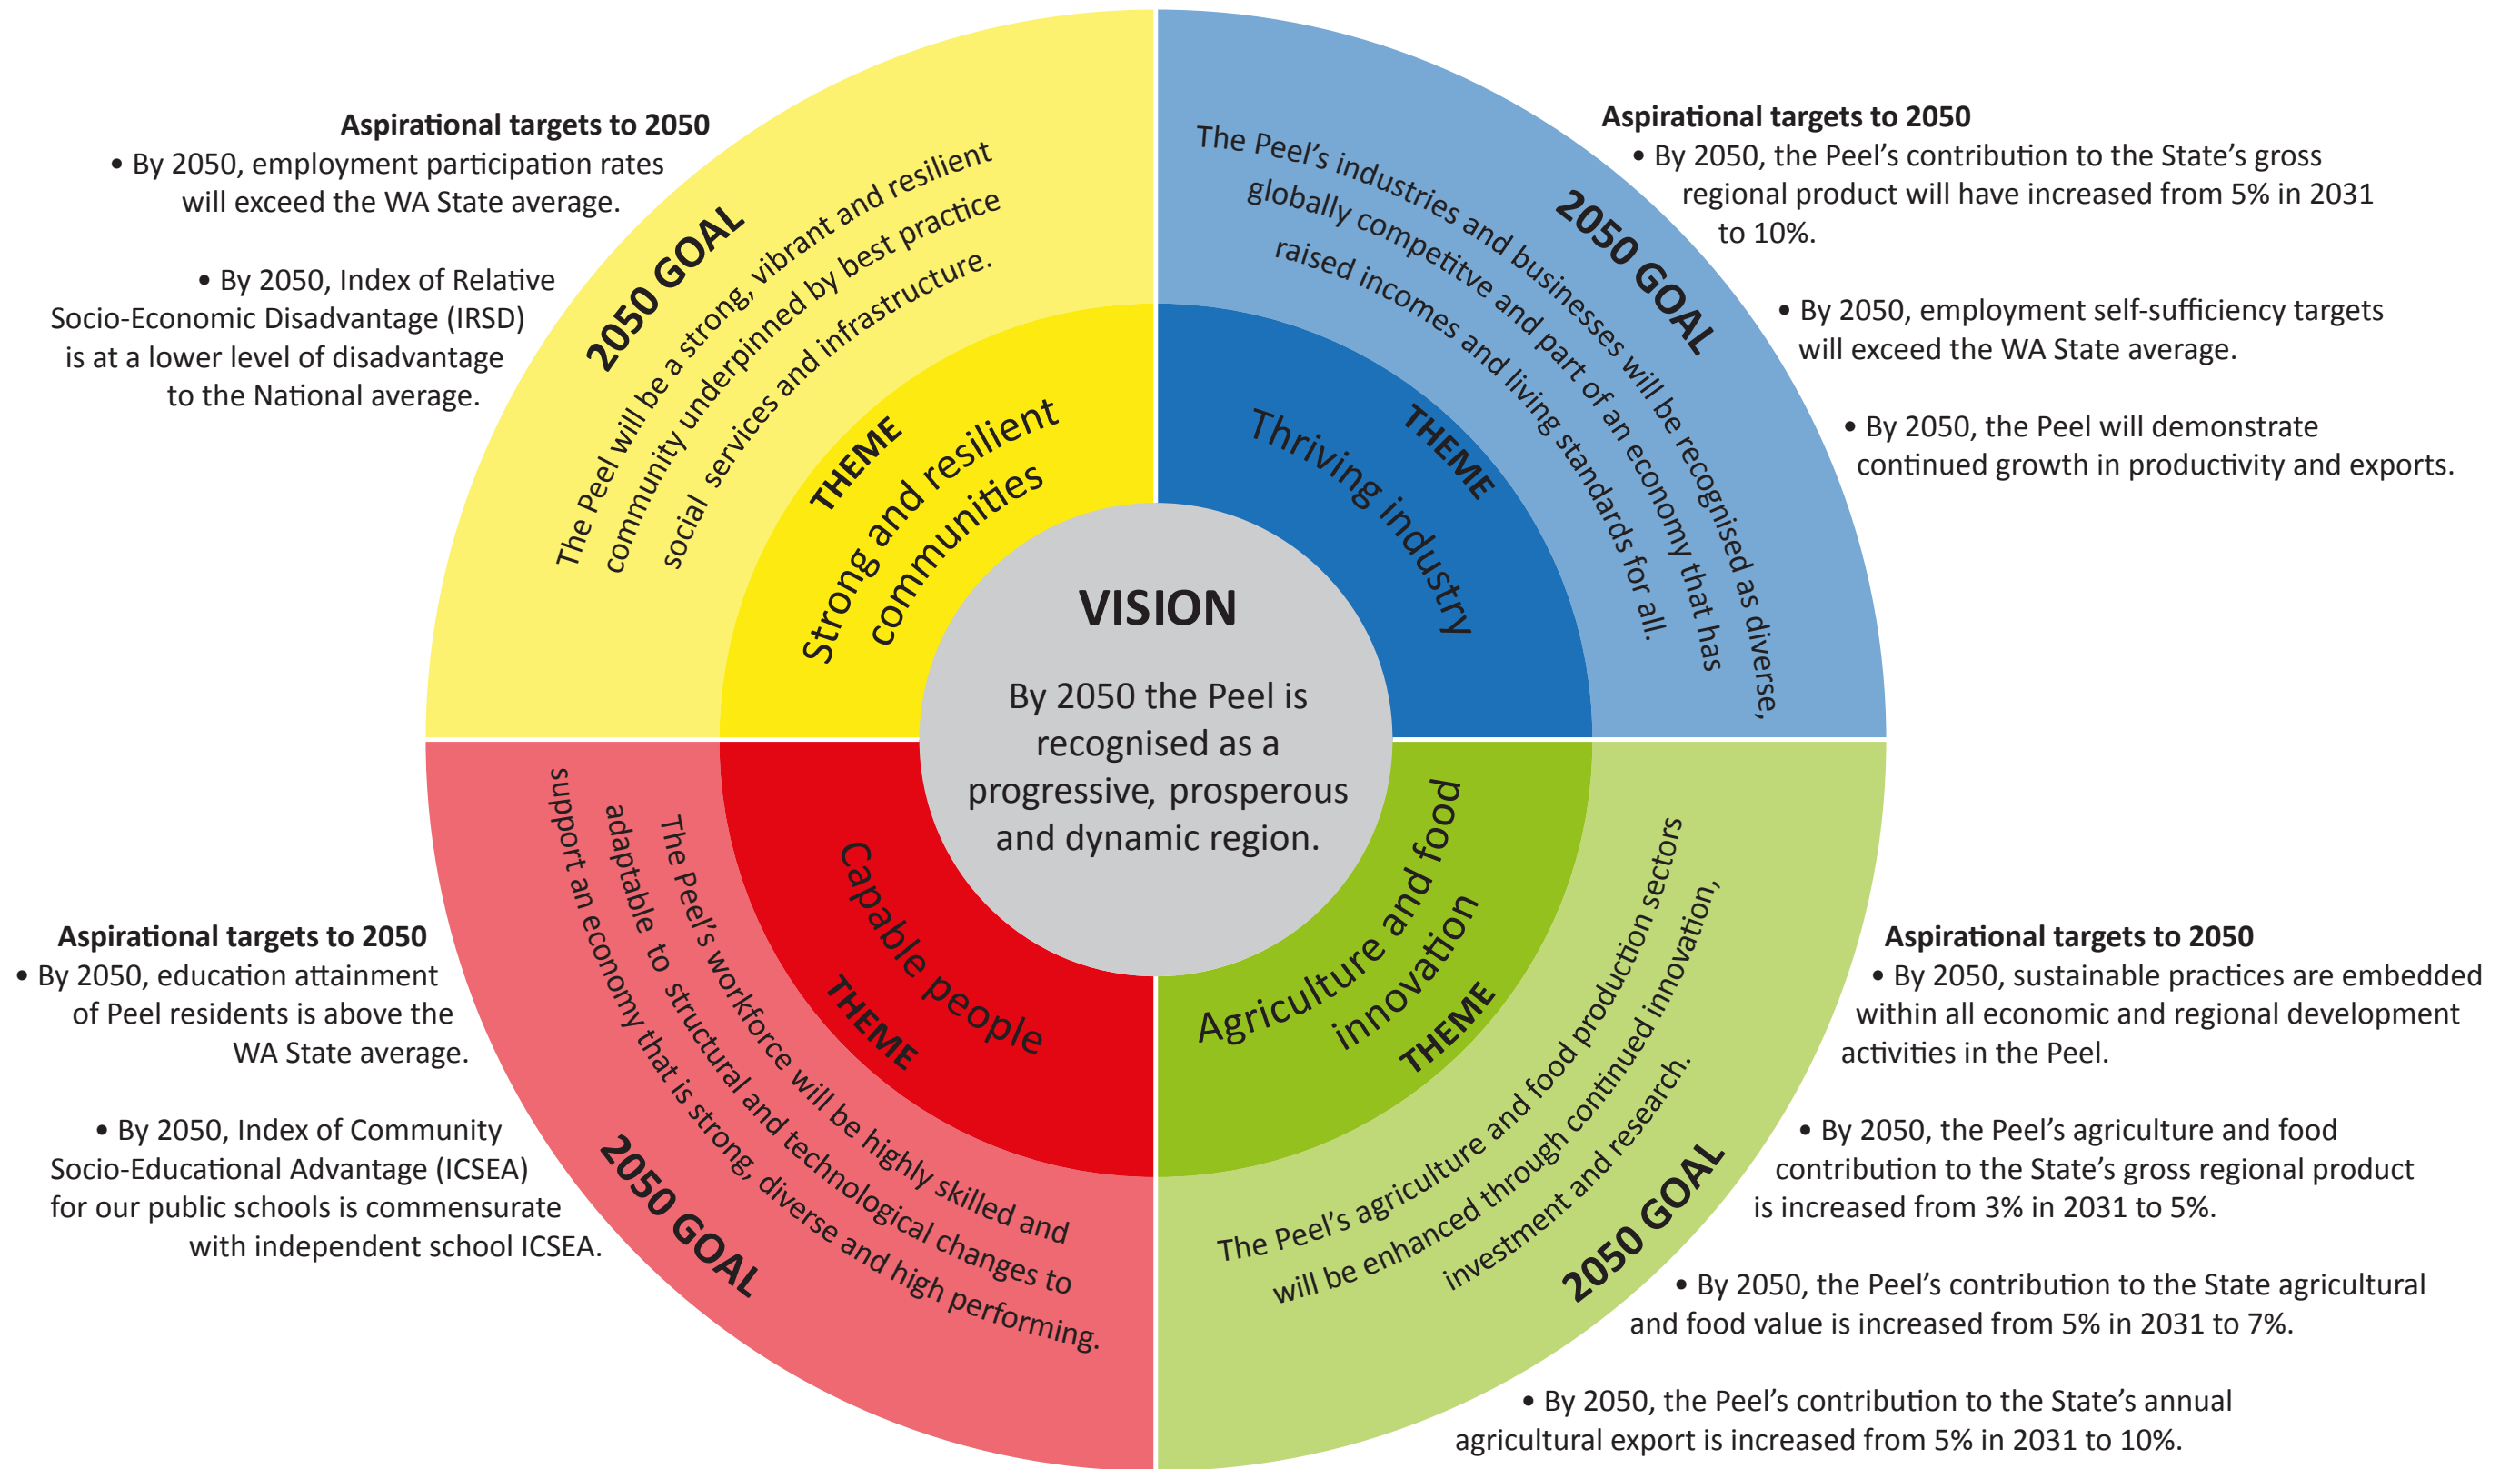 Aspirational targets to 2050
• By 2050, employment participation rates
will exceed the WA State average.
• By 2050, Index of Relative
Socio-Economic Disadvantage (IRSD)
is at a lower level of disadvantage
to the National average.
2050 GOAL
The Peel will be a strong, vibrant and resilient
community underpinned by best practice
social services and infrastructure.
THEME
Strong and resilient
communities
Aspirational targets to 2050
• By 2050, the Peel’s contribution to the State’s gross
regional product will have increased from 5% in 2031
to 10%.
• By 2050, employment self-sufficiency targets
will exceed the WA State average.
• By 2050, the Peel will demonstrate
continued growth in productivity and exports.
2050 GOAL
The Peel’s industries and businesses will be recognised as diverse,
globally competitve and part of an economy that has
raised incomes and living standards for all.
THEME
Thriving industry
VISION
By 2050 the Peel is
recognised as a
progressive, prosperous
and dynamic region.
Aspirational targets to 2050
• By 2050, education attainment
of Peel residents is above the
WA State average.
• By 2050, Index of Community
Socio-Educational Advantage (ICSEA)
for our public schools is commensurate
with independent school ICSEA.
Capable people
THEME
The Peel’s workforce will be highly skilled and
adaptable to structural and technological changes to
support an economy that is strong, diverse and high performing.
2050 GOAL
Agriculture and food
innovation
THEME
The Peel’s agriculture and food production sectors
will be enhanced through continued innovation,
investment and research.
2050 GOAL
Aspirational targets to 2050
• By 2050, sustainable practices are embedded
within all economic and regional development
activities in the Peel.
• By 2050, the Peel’s agriculture and food
contribution to the State’s gross regional product
is increased from 3% in 2031 to 5%.
• By 2050, the Peel’s contribution to the State agricultural
and food value is increased from 5% in 2031 to 7%.
• By 2050, the Peel’s contribution to the State’s annual
agricultural export is increased from 5% in 2031 to 10%.